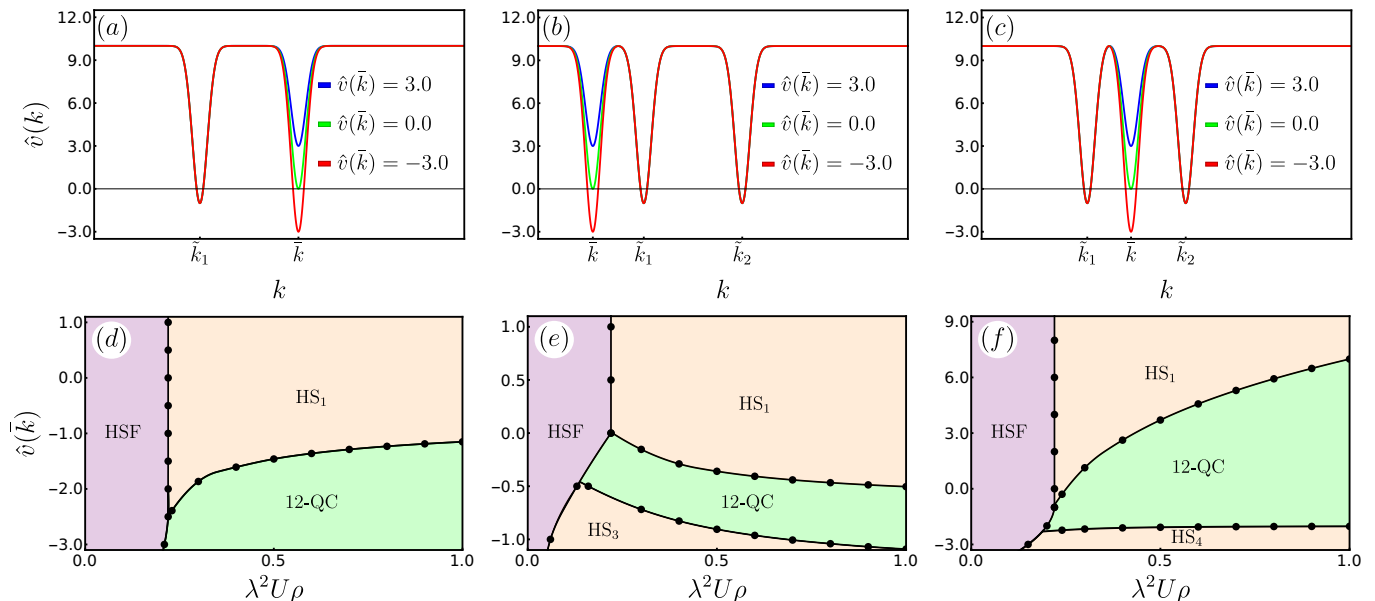 (a)
12.0
9.0
6.0
3.0
0.0
−3.0
v̂(k)
v̂(k̄) = 3.0
v̂(k̄) = 0.0
v̂(k̄) = −3.0
k̃₁
k̄
k
(b)
12.0
9.0
6.0
3.0
0.0
−3.0
v̂(k̄) = 3.0
v̂(k̄) = 0.0
v̂(k̄) = −3.0
k̄
k̃₁
k̃₂
k
(c)
12.0
9.0
6.0
3.0
0.0
−3.0
v̂(k̄) = 3.0
v̂(k̄) = 0.0
v̂(k̄) = −3.0
k̃₁
k̄
k̃₂
k
(d)
1.0
0.0
−1.0
−2.0
−3.0
v̂(k̄)
HSF
HS₁
12-QC
0.0
0.5
1.0
λ²Uρ
(e)
1.0
0.5
0.0
−0.5
−1.0
HSF
HS₁
12-QC
HS₃
0.5
1.0
λ²Uρ
(f)
9.0
6.0
3.0
0.0
−3.0
HSF
HS₁
12-QC
HS₄
0.0
0.5
1.0
λ²Uρ